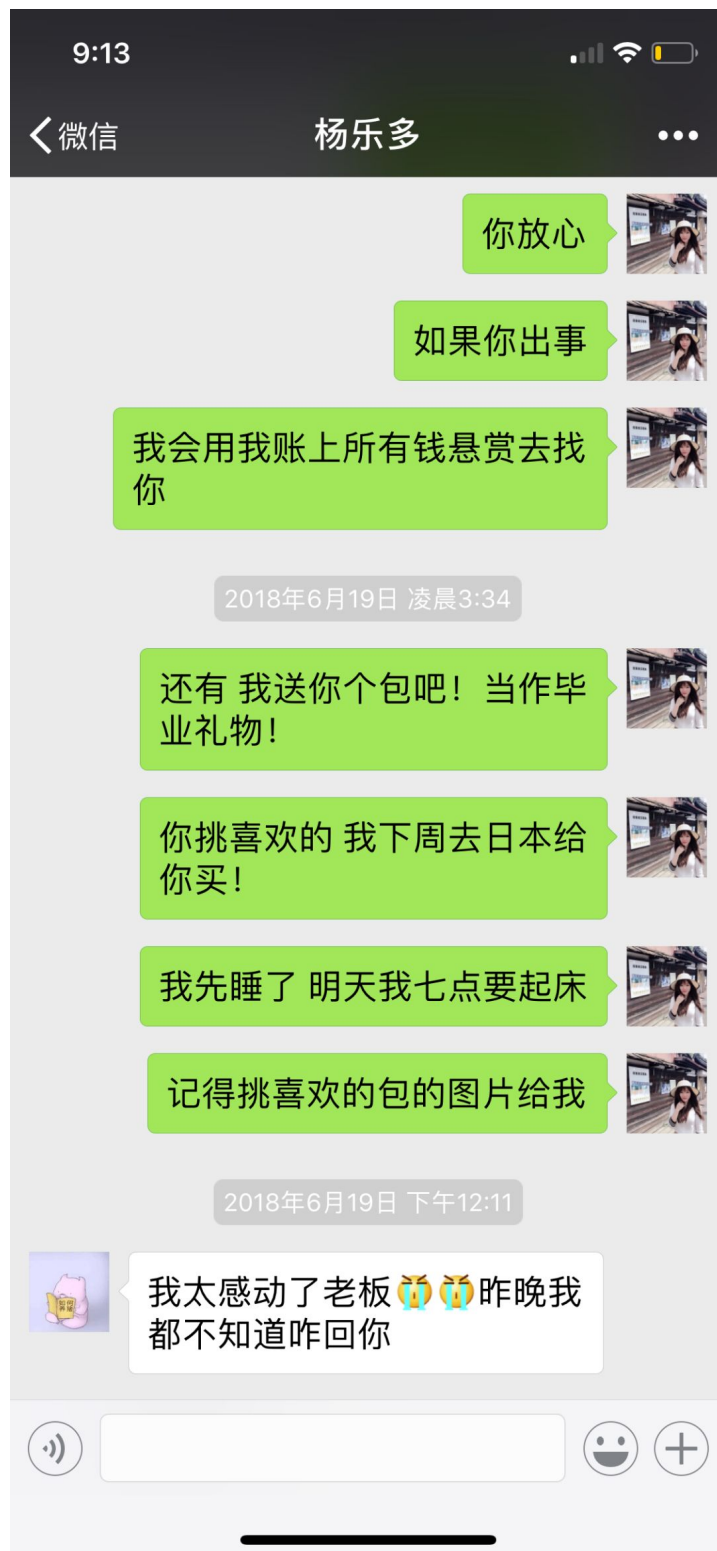 9:13
微信
杨乐多
你放心
如果你出事
我会用我账上所有钱悬赏去找
你
2018年6月19日 凌晨3:34
还有 我送你个包吧！当作毕
业礼物！
你挑喜欢的 我下周去日本给
你买！
我先睡了 明天我七点要起床
记得挑喜欢的包的图片给我
2018年6月19日 下午12:11
我太感动了老板😭😭昨晚我
都不知道咋回你